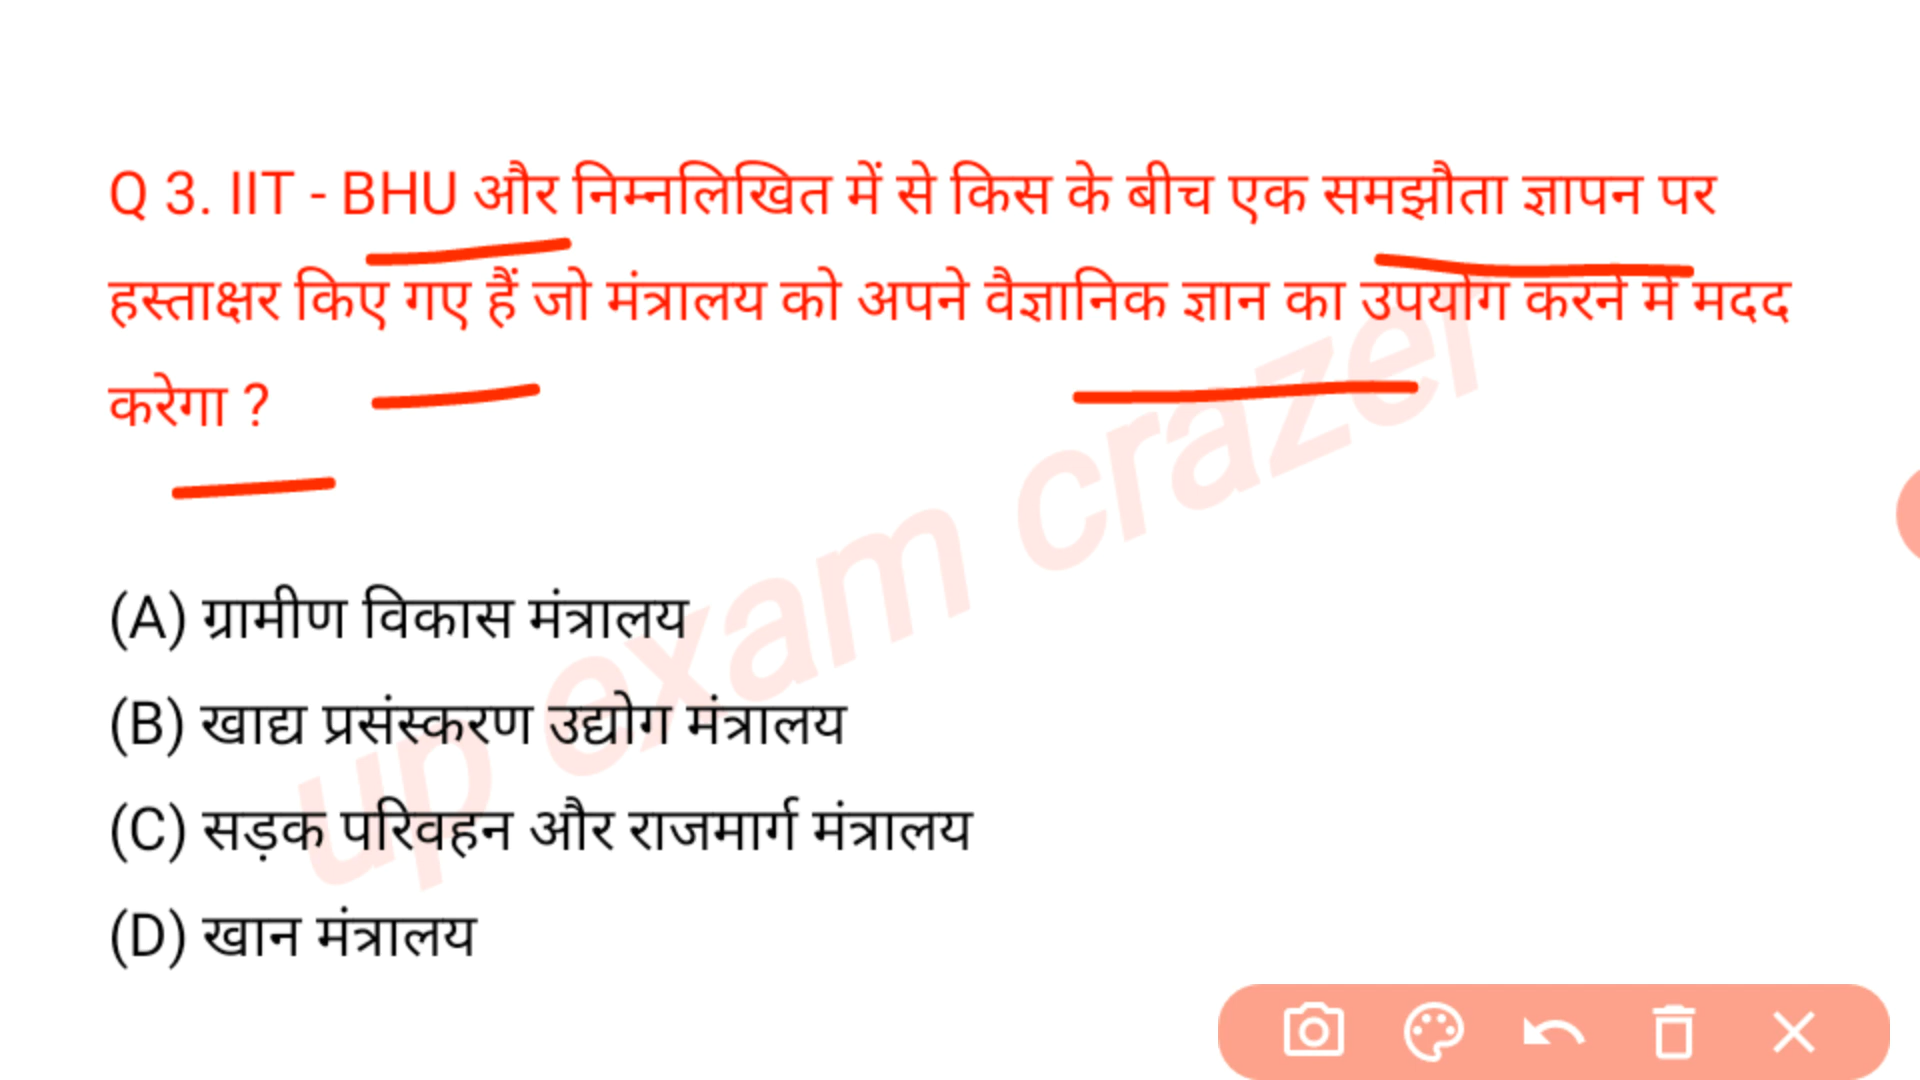 Q 3. IIT - BHU और निम्नलिखित में से किस के बीच एक समझौता ज्ञापन पर
हस्ताक्षर किए गए हैं जो मंत्रालय को अपने वैज्ञानिक ज्ञान का उपयोग करने में मदद
करेगा ?
(A) ग्रामीण विकास मंत्रालय
(B) खाद्य प्रसंस्करण उद्योग मंत्रालय
(C) सड़क परिवहन और राजमार्ग मंत्रालय
(D) खान मंत्रालय
up exam crazer